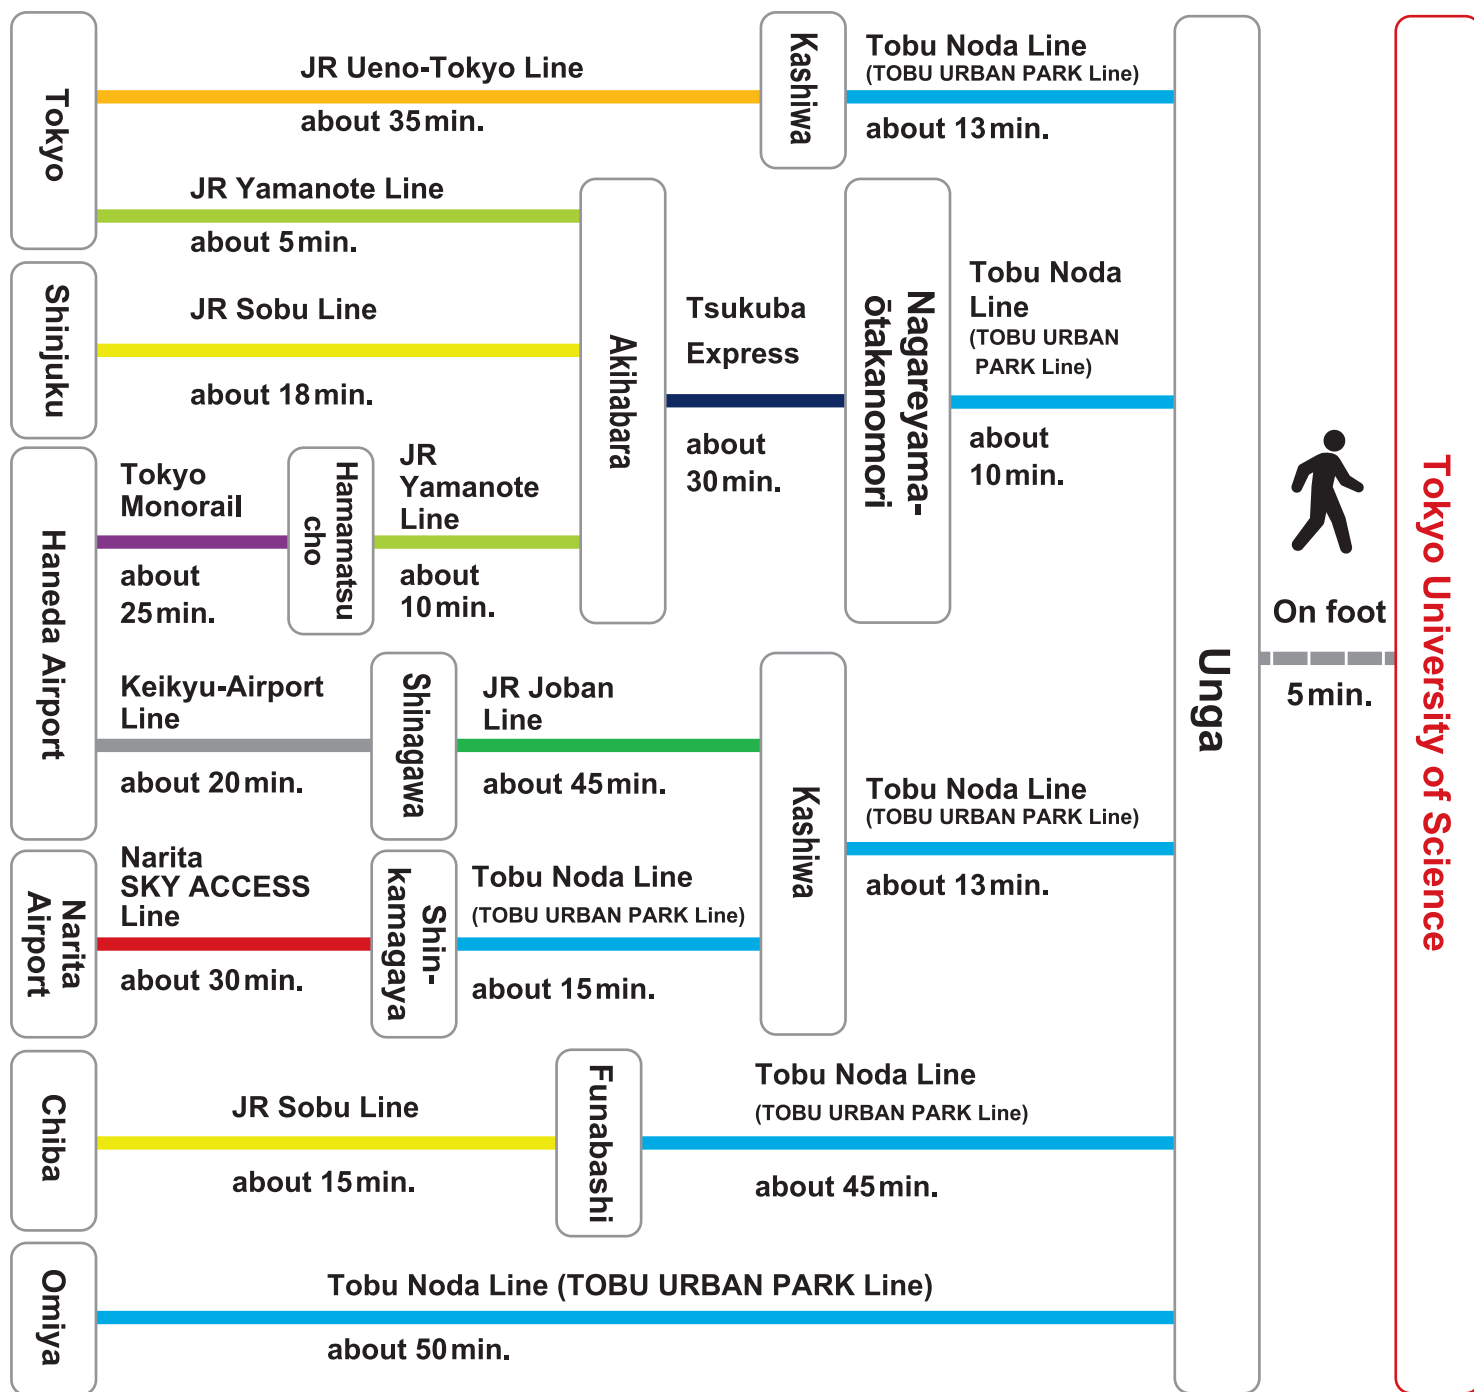 Tokyo
JR Ueno-Tokyo Line
about 35 min.
Kashiwa
Tobu Noda Line
(TOBU URBAN PARK Line)
about 13 min.
JR Yamanote Line
about 5 min.
Shinjuku
JR Sobu Line
about 18 min.
Akihabara
Tsukuba
Express
about
30 min.
Nagareyama-
ōtakanomori
Tobu Noda
Line
(TOBU URBAN
PARK Line)
about
10 min.
Haneda Airport
Tokyo
Monorail
about
25 min.
Hamamatsu
cho
JR
Yamanote
Line
about
10 min.
Keikyu-Airport
Line
about 20 min.
Shinagawa
JR Joban
Line
about 45 min.
Kashiwa
Tobu Noda Line
(TOBU URBAN PARK Line)
about 13 min.
Narita
Airport
Narita
SKY ACCESS
Line
about 30 min.
Shin-
kamagaya
Tobu Noda Line
(TOBU URBAN PARK Line)
about 15 min.
Chiba
JR Sobu Line
about 15 min.
Funabashi
Tobu Noda Line
(TOBU URBAN PARK Line)
about 45 min.
Omiya
Tobu Noda Line (TOBU URBAN PARK Line)
about 50 min.
Unga
On foot
5 min.
Tokyo University of Science